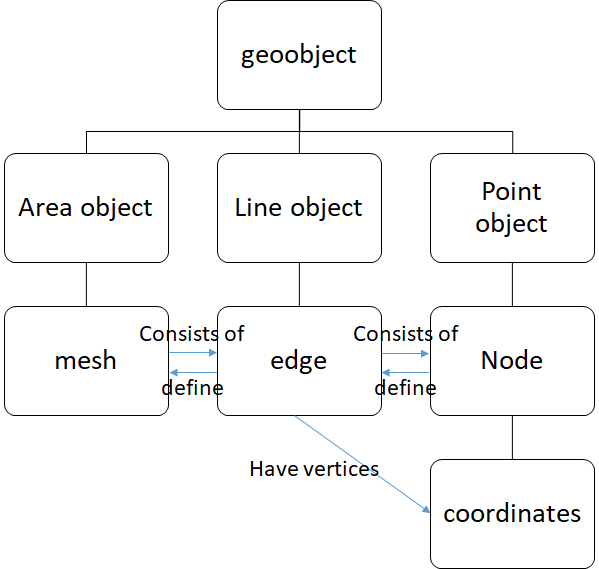 geoobject
Area object
Line object
Point
object
Consists of
Consists of
mesh
edge
Node
define
define
Have vertices
coordinates